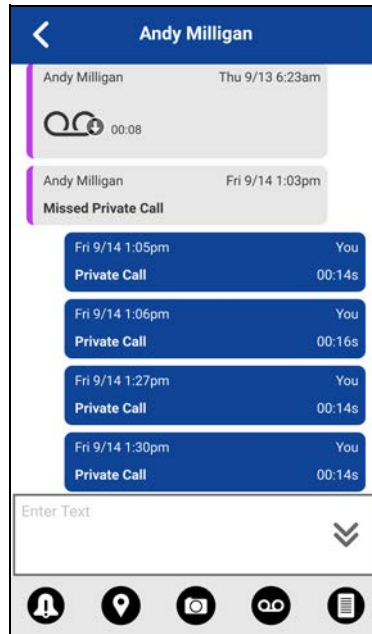 Andy Milligan
Andy Milligan Thu 9/13 6:23am
00:08
Andy Milligan Fri 9/14 1:03pm
Missed Private Call
Fri 9/14 1:05pm You
Private Call 00:14s
Fri 9/14 1:06pm You
Private Call 00:16s
Fri 9/14 1:27pm You
Private Call 00:14s
Fri 9/14 1:30pm You
Private Call 00:14s
Enter Text